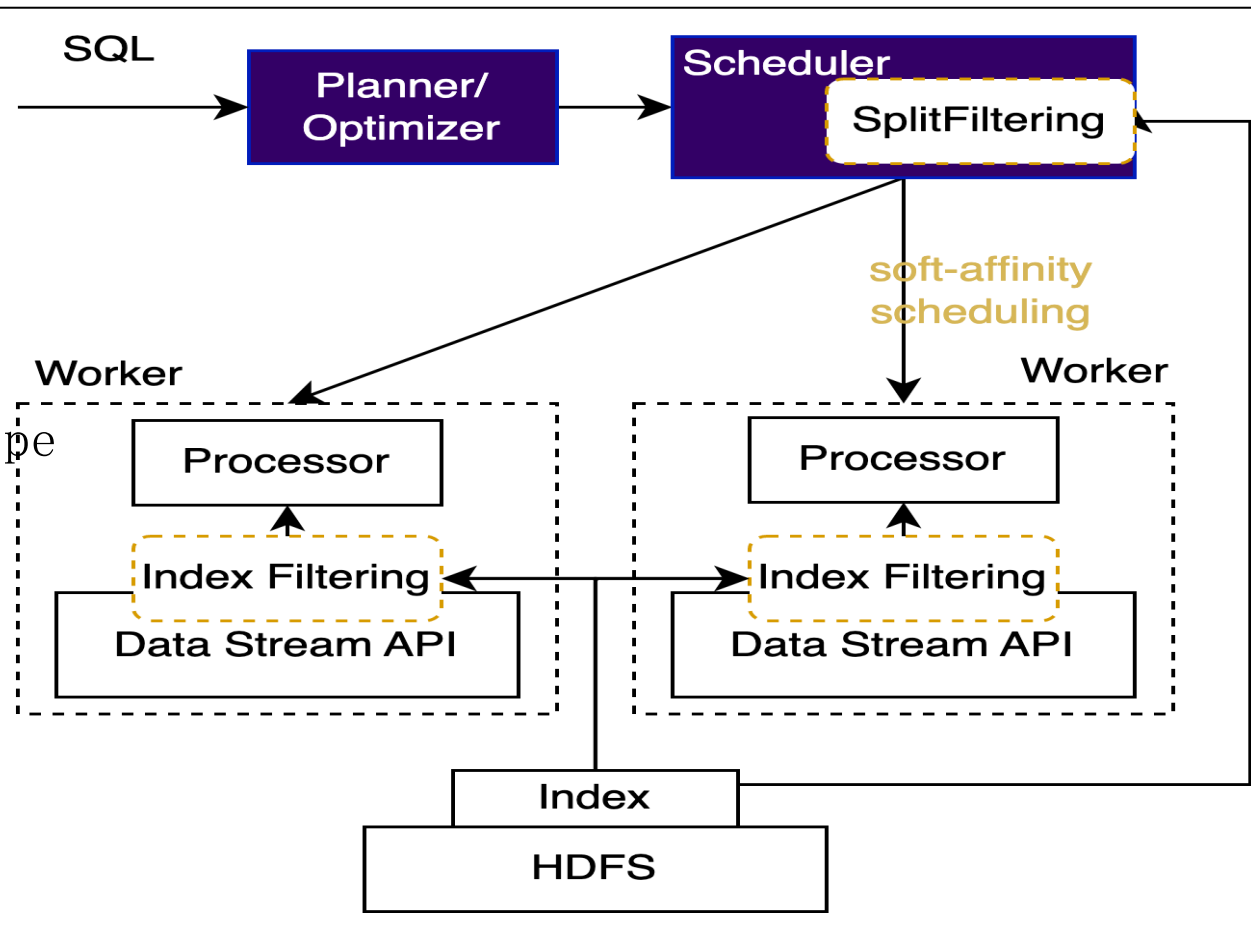 SQL
Planner/
Optimizer
Scheduler
SplitFiltering
soft-affinity
scheduling
Worker
Worker
pe
Processor
Processor
Index Filtering
Index Filtering
Data Stream API
Data Stream API
Index
HDFS